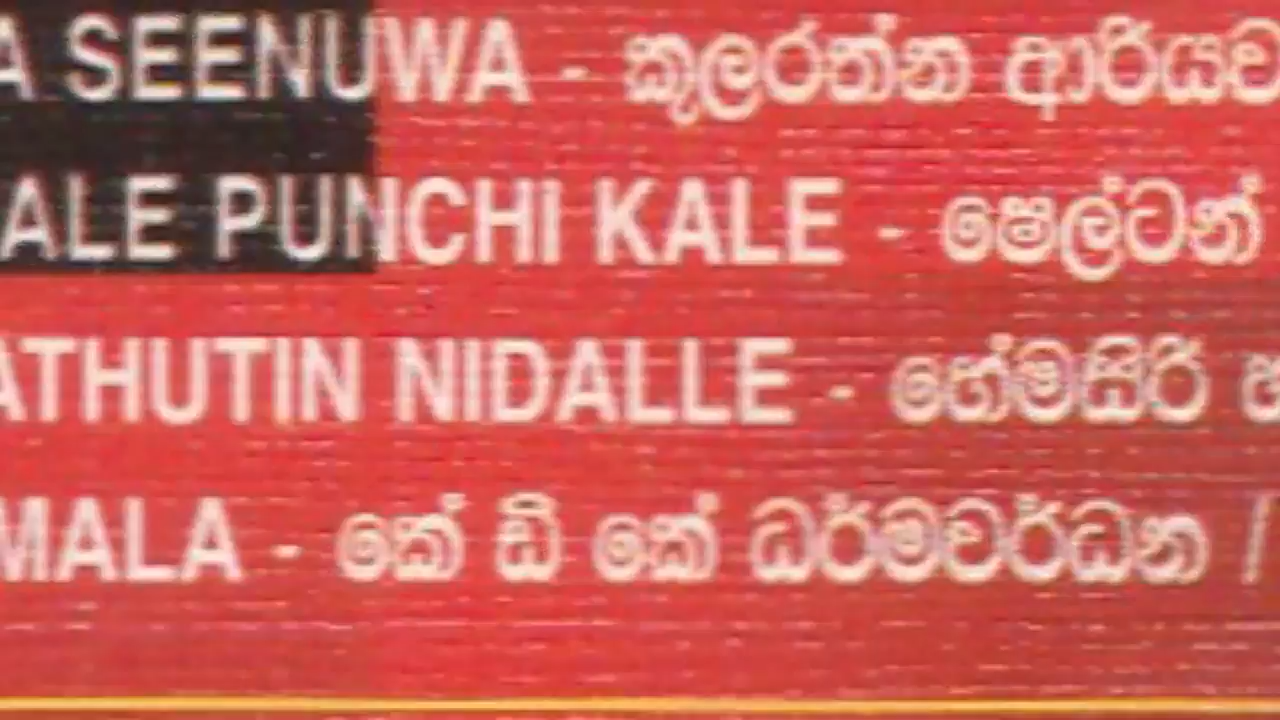 A SEENUWA - කුලරත්න ආරියව
ALE PUNCHI KALE - ෂෙල්ටන්
ATHUTIN NIDALLE - හේමසිරි හ
MALA - කේ ඩී කේ ධර්මවර්ධන /